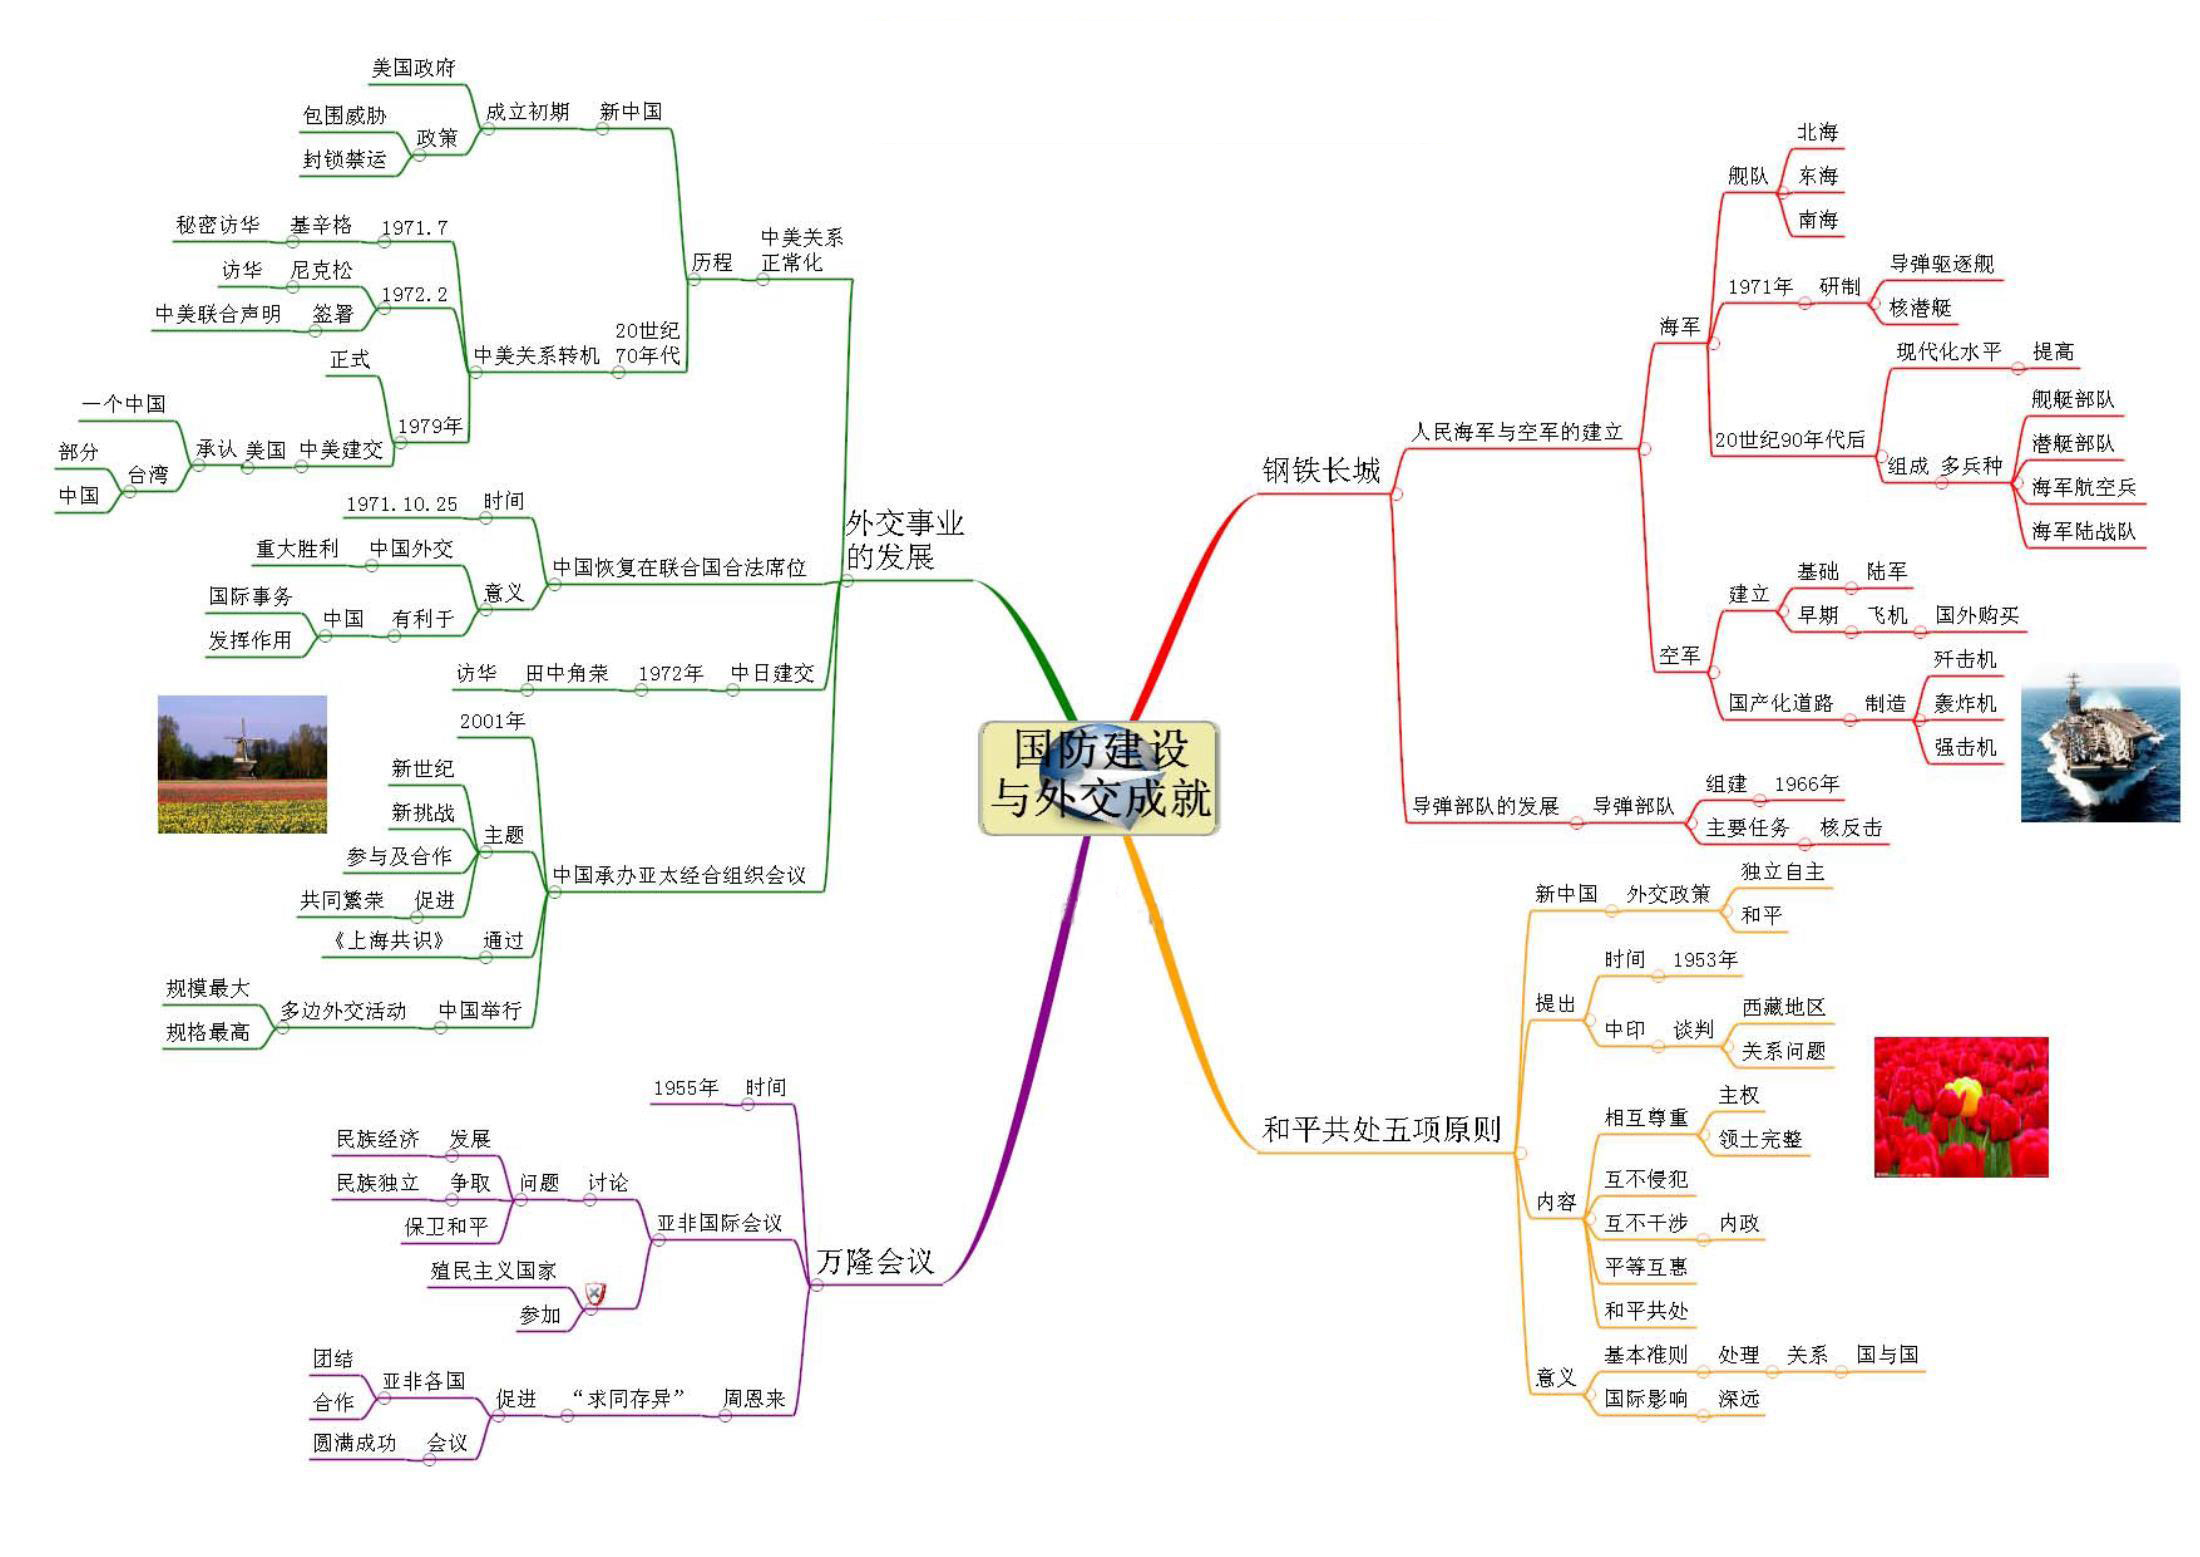 国防建设
与外交成就
钢铁长城
人民海军与空军的建立
海军
舰队
北海
东海
南海
1971年
研制
导弹驱逐舰
核潜艇
20世纪90年代后
现代化水平
提高
组成
多兵种
舰艇部队
潜艇部队
海军航空兵
海军陆战队
空军
建立
基础
陆军
早期
飞机
国外购买
国产化道路
制造
歼击机
轰炸机
强击机
导弹部队的发展
导弹部队
组建
1966年
主要任务
核反击
和平共处五项原则
新中国
外交政策
独立自主
和平
提出
时间
1953年
中印
谈判
西藏地区
关系问题
内容
相互尊重
主权
领土完整
互不侵犯
互不干涉
内政
平等互惠
和平共处
意义
基本准则
处理
关系
国与国
国际影响
深远
外交事业
的发展
中美关系
正常化
历程
新中国
成立初期
美国政府
政策
包围威胁
封锁禁运
20世纪
70年代
中美关系转机
1971.7
基辛格
秘密访华
1972.2
尼克松
访华
签署
中美联合声明
1979年
正式
中美建交
美国
承认
一个中国
台湾
部分
中国
中国恢复在联合国合法席位
时间
1971.10.25
意义
中国外交
重大胜利
有利于
中国
国际事务
发挥作用
中日建交
1972年
田中角荣
访华
中国承办亚太经合组织会议
2001年
主题
新世纪
新挑战
参与及合作
促进
共同繁荣
通过
《上海共识》
中国举行
多边外交活动
规模最大
规格最高
万隆会议
时间
1955年
亚非国际会议
讨论
问题
发展
民族经济
争取
民族独立
保卫和平
殖民主义国家
参加
周恩来
“求同存异”
促进
亚非各国
团结
合作
会议
圆满成功